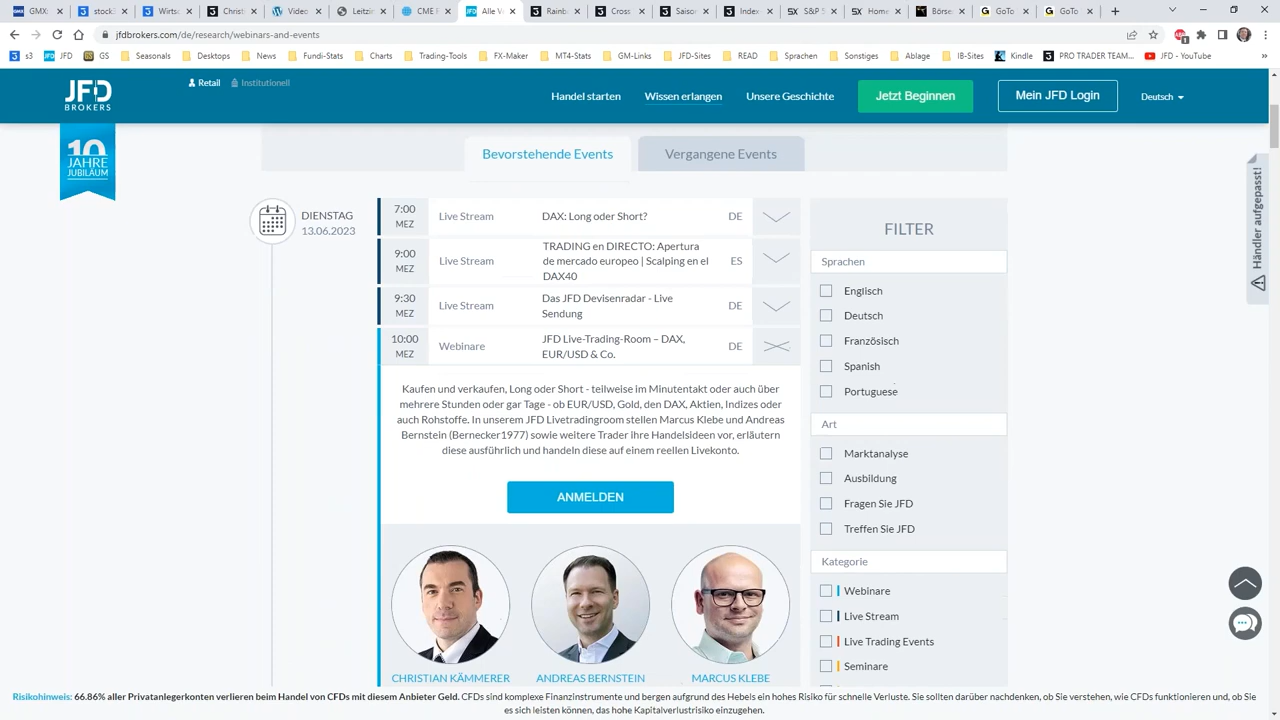 GMX: stock3 Wirtsc Christi Video Leitzin CME F Alle V Rainb Cross Saison Index S&P 5 Home Börse GoTo GoTo
jfdbrokers.com/de/research/webinars-and-events
s3 JFD GS Seasonals Desktops News Fundi-Stats Charts Trading-Tools FX-Maker MT4-Stats GM-Links JFD-Sites READ Sprachen Sonstiges Ablage IB-Sites Kindle PRO TRADER TEAM... JFD - YouTube
JFD
BROKERS
Retail Institutionell
Handel starten Wissen erlangen Unsere Geschichte Jetzt Beginnen Mein JFD Login Deutsch
10
JAHRE
JUBILÄUM
Bevorstehende Events Vergangene Events
Händler aufgepasst!
DIENSTAG
13.06.2023
7:00
MEZ
Live Stream
DAX: Long oder Short?
DE
9:00
MEZ
Live Stream
TRADING en DIRECTO: Apertura
de mercado europeo | Scalping en el
DAX40
ES
9:30
MEZ
Live Stream
Das JFD Devisenradar - Live
Sendung
DE
10:00
MEZ
Webinare
JFD Live-Trading-Room – DAX,
EUR/USD & Co.
DE
Kaufen und verkaufen, Long oder Short - teilweise im Minutentakt oder auch über
mehrere Stunden oder gar Tage - ob EUR/USD, Gold, den DAX, Aktien, Indizes oder
auch Rohstoffe. In unserem JFD Livetradingroom stellen Marcus Klebe und Andreas
Bernstein (Bernecker1977) sowie weitere Trader ihre Handelsideen vor, erläutern
diese ausführlich und handeln diese auf einem reellen Livekonto.
ANMELDEN
CHRISTIAN KÄMMERER ANDREAS BERNSTEIN MARCUS KLEBE
FILTER
Sprachen
Englisch
Deutsch
Französisch
Spanish
Portuguese
Art
Marktanalyse
Ausbildung
Fragen Sie JFD
Treffen Sie JFD
Kategorie
Webinare
Live Stream
Live Trading Events
Seminare
Risikohinweis: 66.86% aller Privatanlegerkonten verlieren beim Handel von CFDs mit diesem Anbieter Geld. CFDs sind komplexe Finanzinstrumente und bergen aufgrund des Hebels ein hohes Risiko für schnelle Verluste. Sie sollten darüber nachdenken, ob Sie verstehen, wie CFDs funktionieren und, ob Sie
es sich leisten können, das hohe Kapitalverlustrisiko einzugehen.